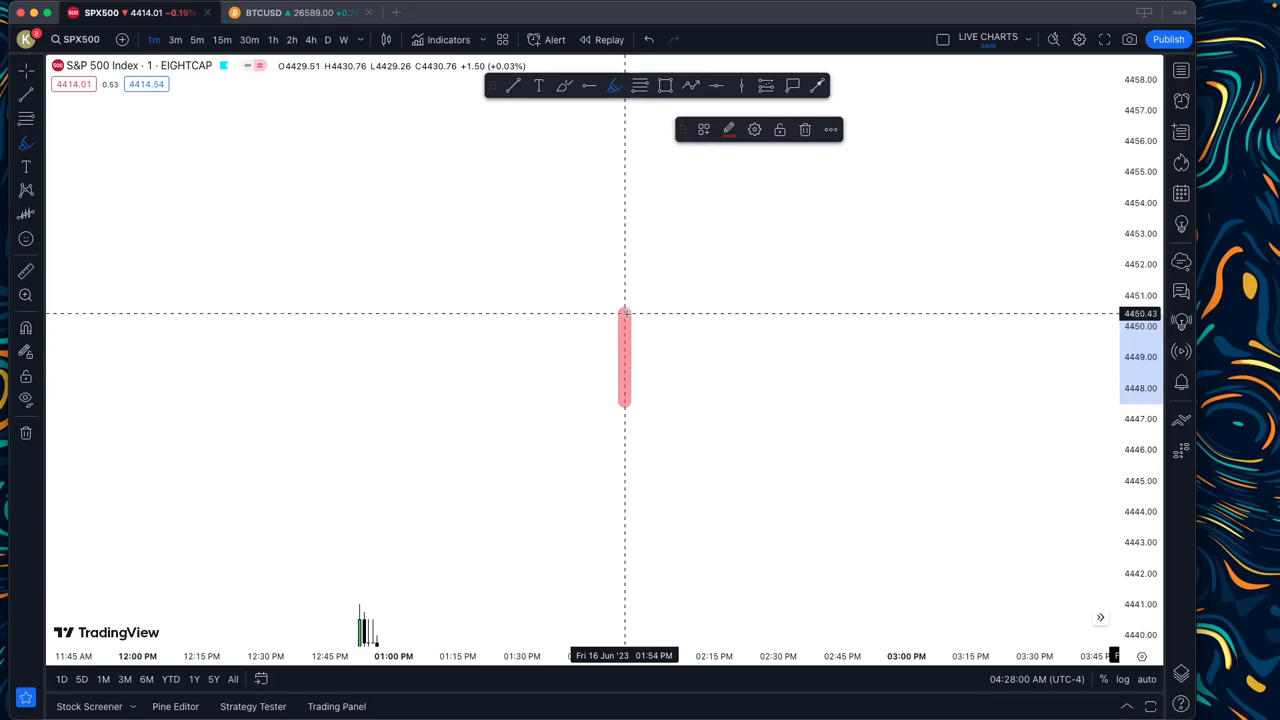 SPX500 ▼ 4414.01 −0.19%
BTCUSD ▲ 26589.00 +0.7
K 8
SPX500
1m 3m 5m 15m 30m 1h 2h 4h D W
Indicators
Alert
Replay
LIVE CHARTS
Save
Publish
S&P 500 Index · 1 · EIGHTCAP
O4429.51 H4430.76 L4429.26 C4430.76 +1.50 (+0.03%)
4414.01 0.53 4414.54
4458.00
4457.00
4456.00
4455.00
4454.00
4453.00
4452.00
4451.00
4450.43
4450.00
4449.00
4448.00
4447.00
4446.00
4445.00
4444.00
4443.00
4442.00
4441.00
4440.00
TradingView
11:45 AM 12:00 PM 12:15 PM 12:30 PM 12:45 PM 01:00 PM 01:15 PM 01:30 PM Fri 16 Jun '23 01:54 PM 02:15 PM 02:30 PM 02:45 PM 03:00 PM 03:15 PM 03:30 PM 03:45 F
1D 5D 1M 3M 6M YTD 1Y 5Y All
04:28:00 AM (UTC-4) % log auto
Stock Screener Pine Editor Strategy Tester Trading Panel